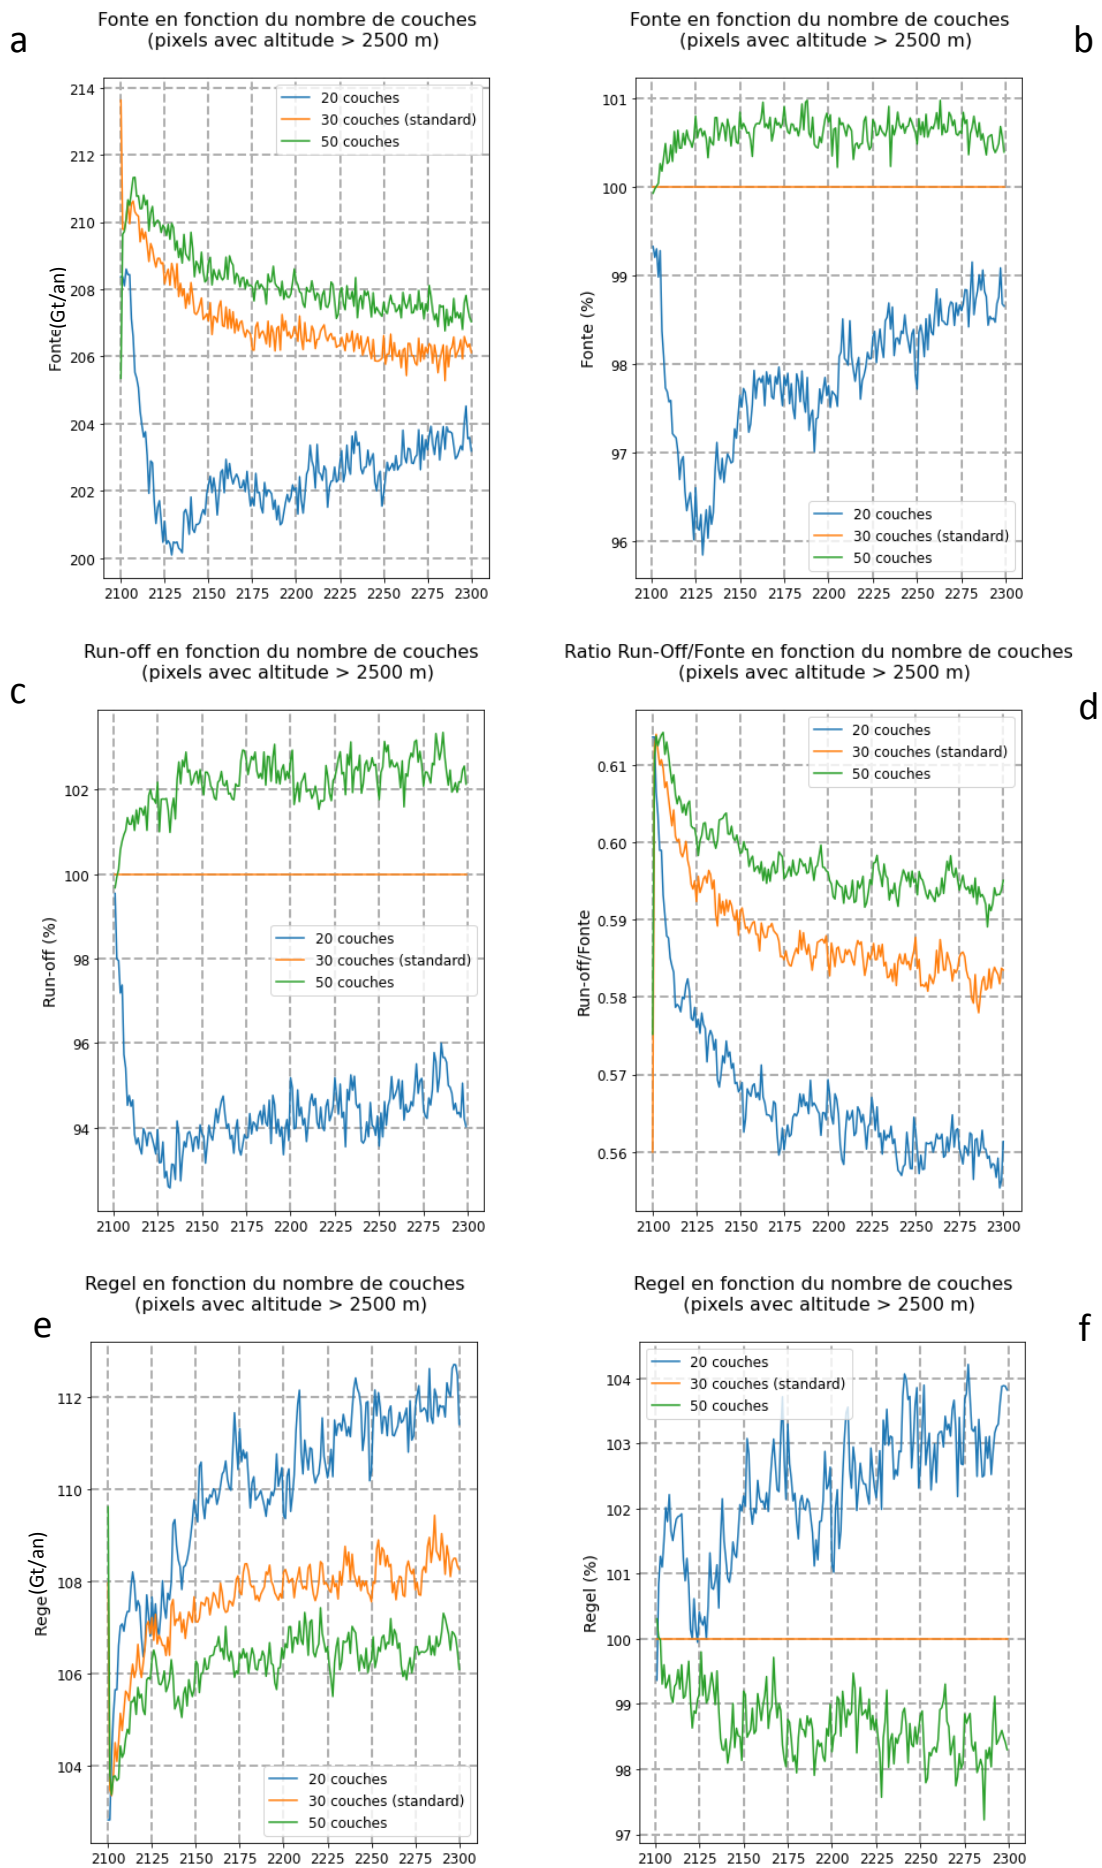 a
Fonte en fonction du nombre de couches
(pixels avec altitude > 2500 m)
Fonte(Gt/an)
214
212
210
208
206
204
202
200
20 couches
30 couches (standard)
50 couches
2100 2125 2150 2175 2200 2225 2250 2275 2300
b
Fonte en fonction du nombre de couches
(pixels avec altitude > 2500 m)
Fonte (%)
101
100
99
98
97
96
20 couches
30 couches (standard)
50 couches
2100 2125 2150 2175 2200 2225 2250 2275 2300
c
Run-off en fonction du nombre de couches
(pixels avec altitude > 2500 m)
Run-off (%)
102
100
98
96
94
20 couches
30 couches (standard)
50 couches
2100 2125 2150 2175 2200 2225 2250 2275 2300
d
Ratio Run-Off/Fonte en fonction du nombre de couches
(pixels avec altitude > 2500 m)
Run-off/Fonte
0.61
0.60
0.59
0.58
0.57
0.56
20 couches
30 couches (standard)
50 couches
2100 2125 2150 2175 2200 2225 2250 2275 2300
e
Regel en fonction du nombre de couches
(pixels avec altitude > 2500 m)
Rege(Gt/an)
112
110
108
106
104
20 couches
30 couches (standard)
50 couches
2100 2125 2150 2175 2200 2225 2250 2275 2300
f
Regel en fonction du nombre de couches
(pixels avec altitude > 2500 m)
Regel (%)
104
103
102
101
100
99
98
97
20 couches
30 couches (standard)
50 couches
2100 2125 2150 2175 2200 2225 2250 2275 2300